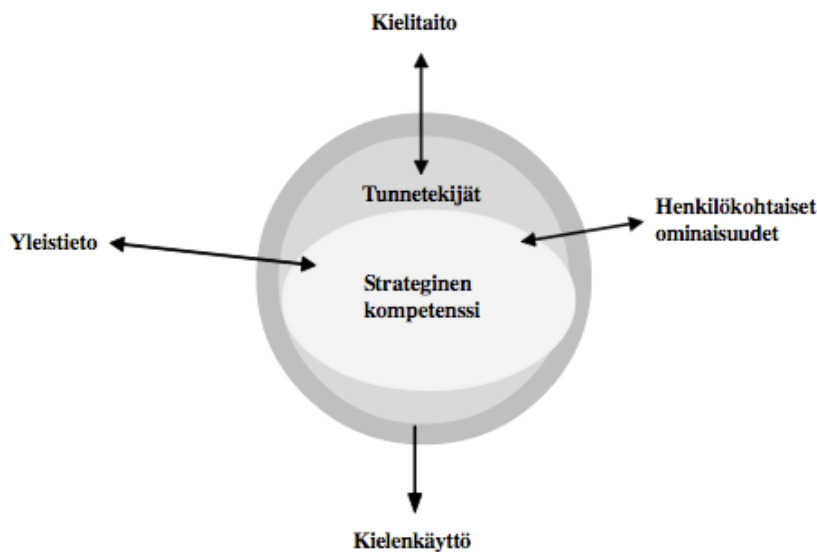 Kielitaito
Tunnetekijät
Henkilökohtaiset
ominaisuudet
Yleistieto
Strateginen
kompetenssi
Kielenkäyttö